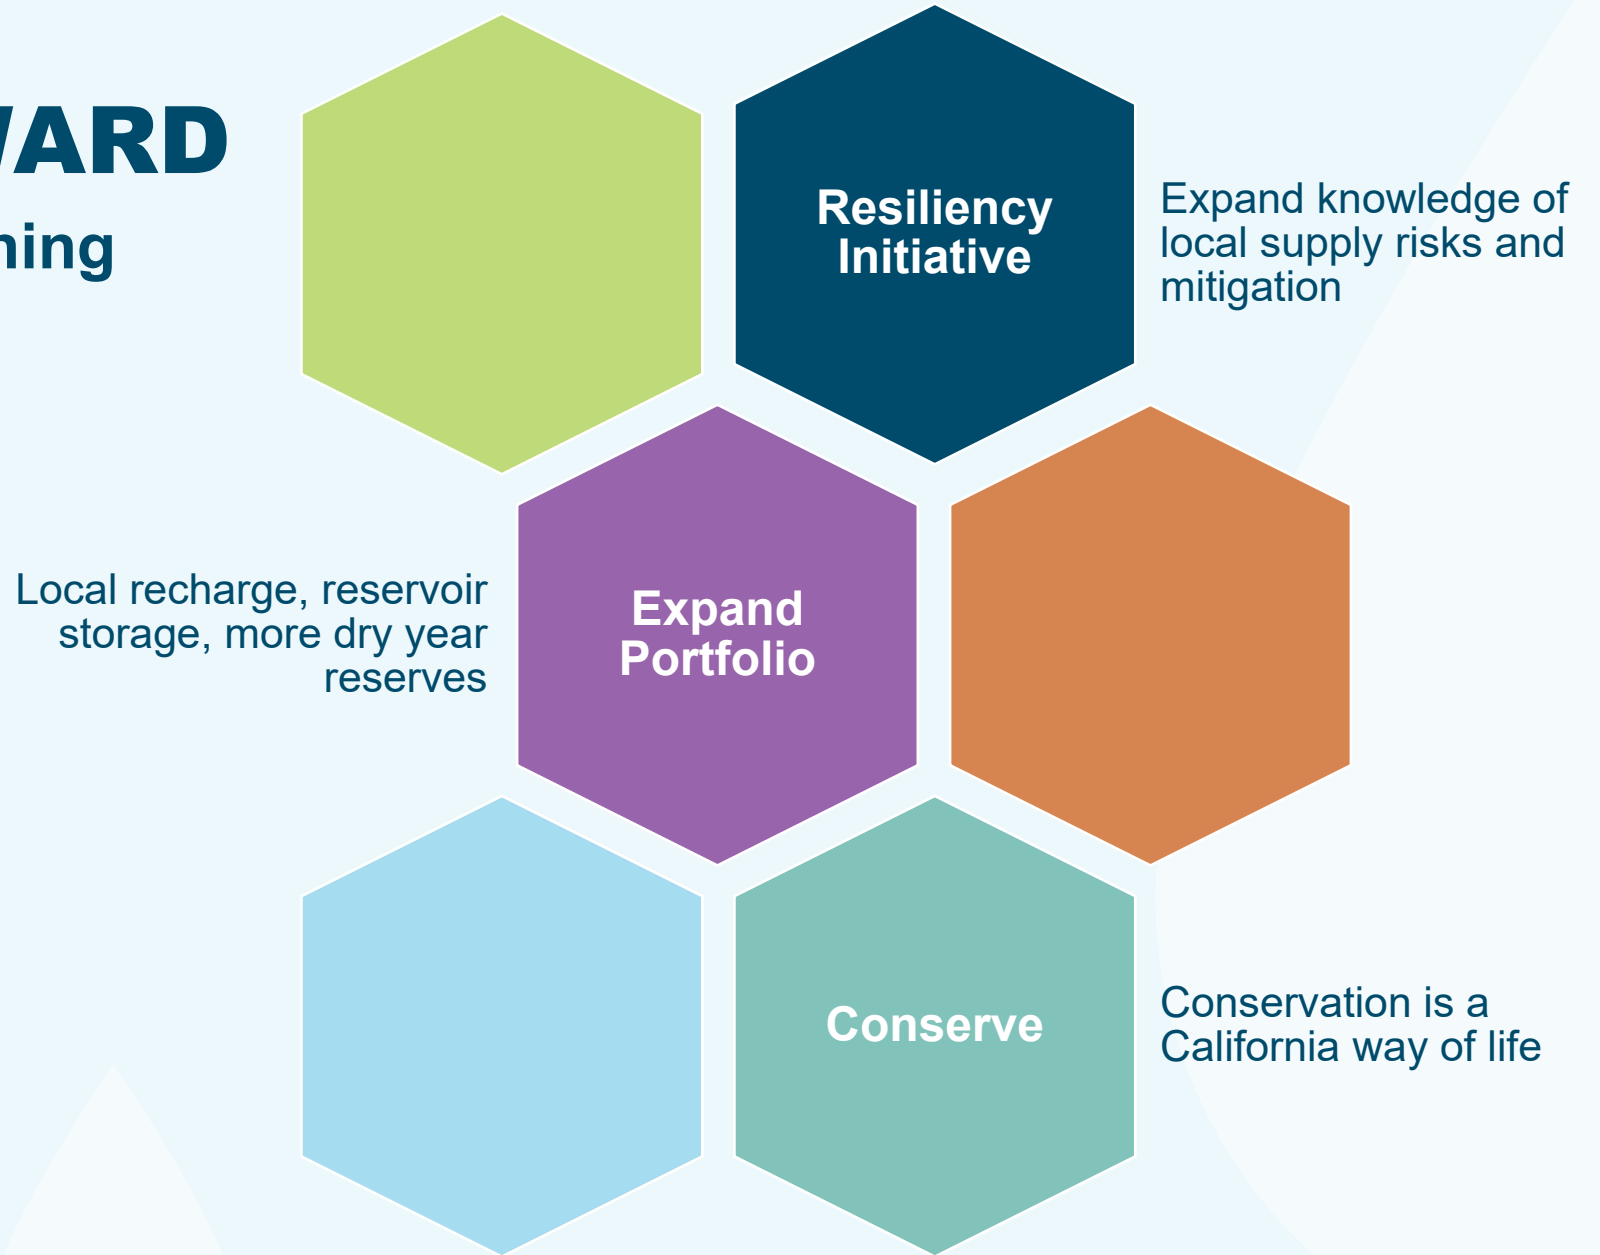 WARD
ning
Resiliency
Initiative
Expand knowledge of
local supply risks and
mitigation
Local recharge, reservoir
storage, more dry year
reserves
Expand
Portfolio
Conserve
Conservation is a
California way of life